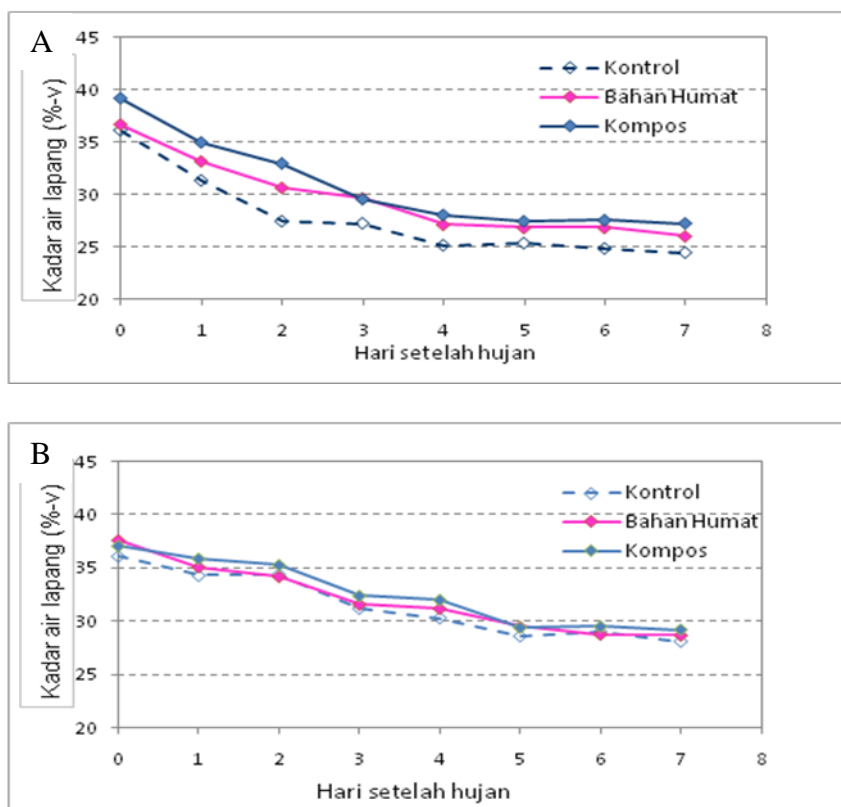 A
Kadar air lapang (%-v)
45
40
35
30
25
20
Kontrol
Bahan Humat
Kompos
0 1 2 3 4 5 6 7 8
Hari setelah hujan
B
Kadar air lapang (%-v)
45
40
35
30
25
20
Kontrol
Bahan Humat
Kompos
0 1 2 3 4 5 6 7 8
Hari setelah hujan